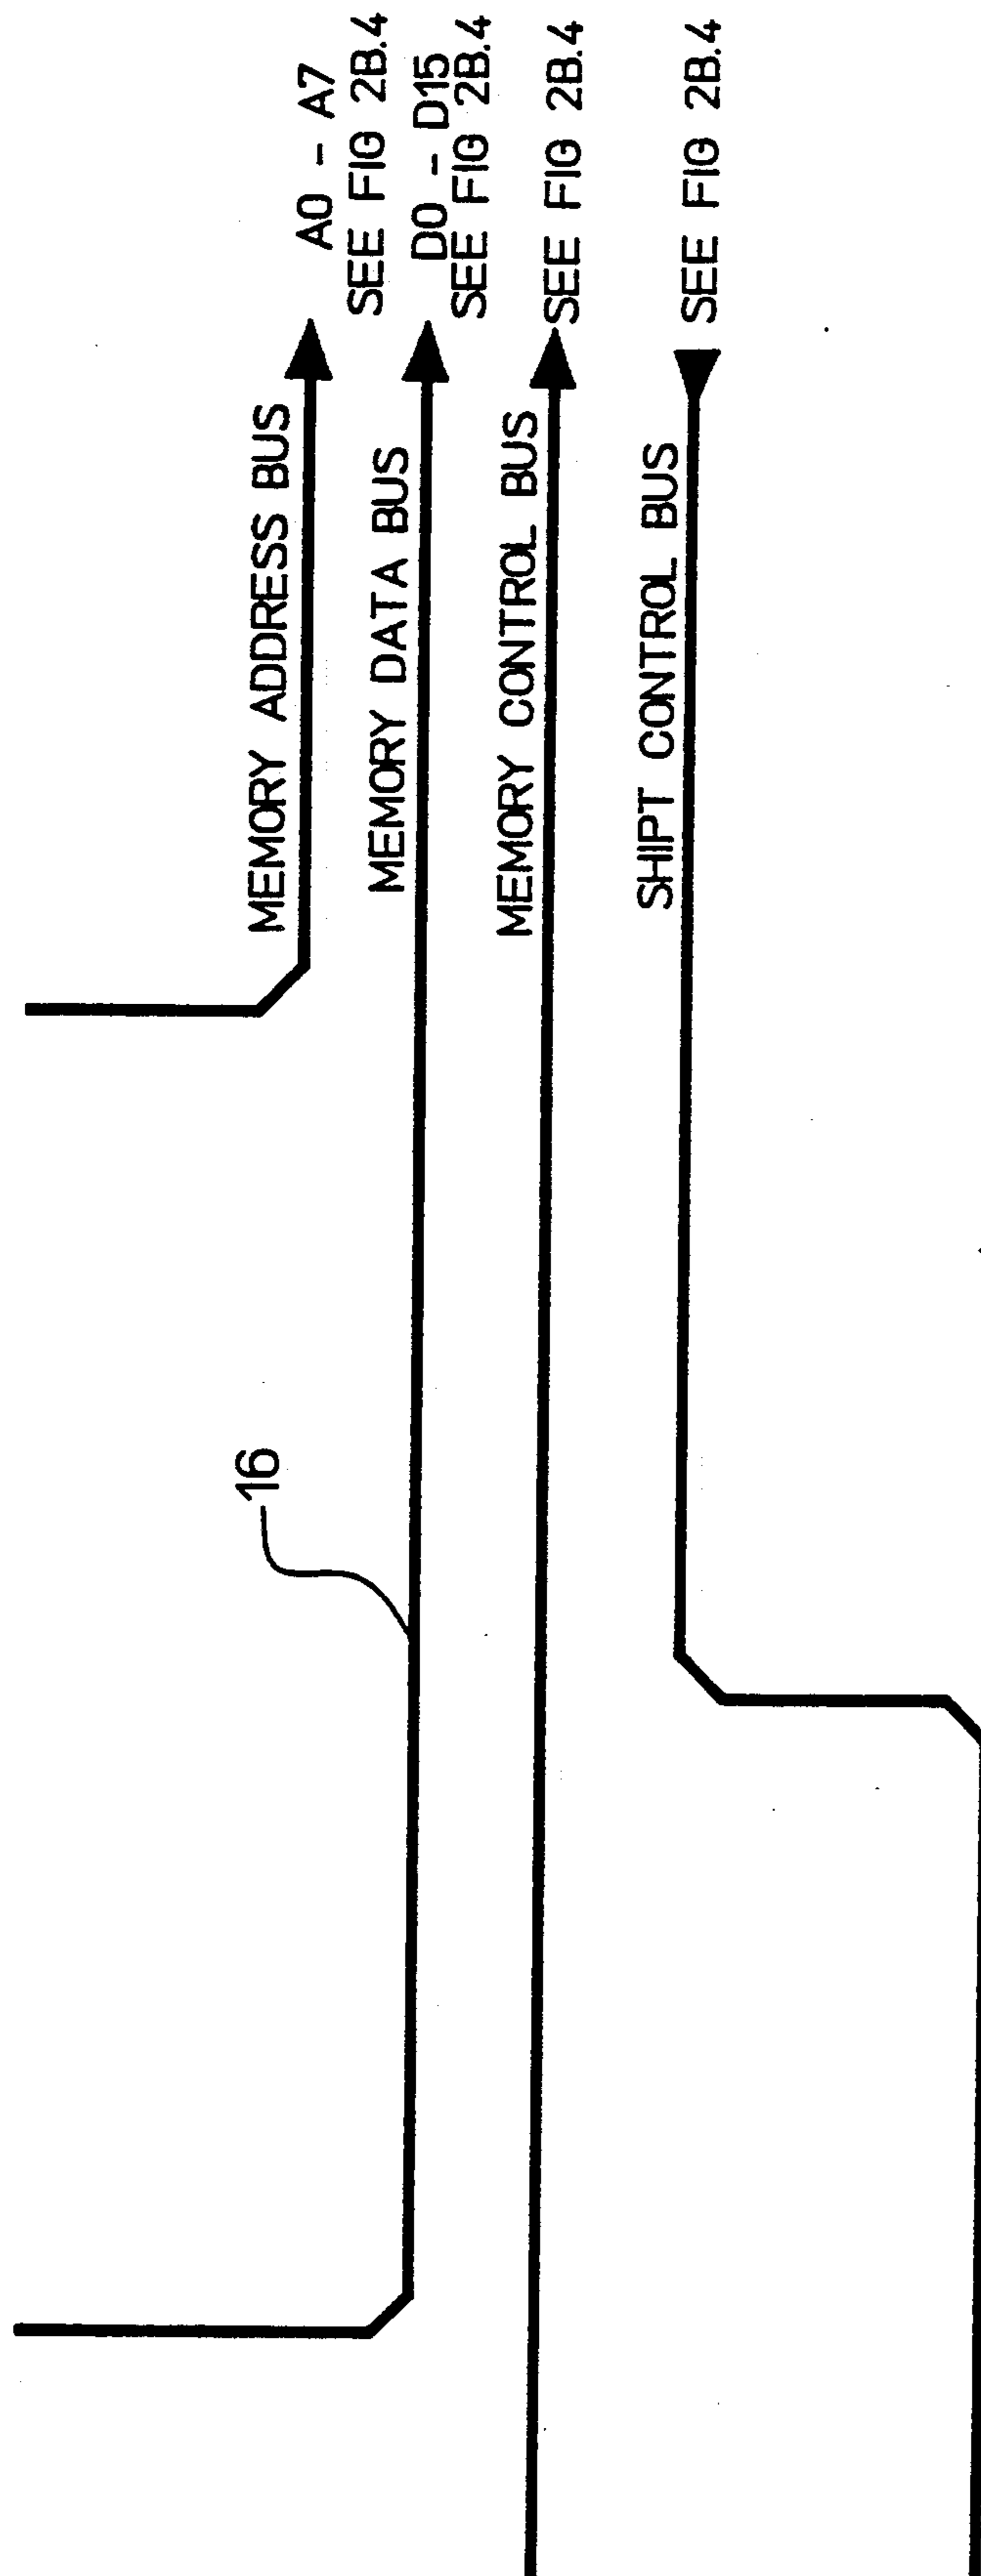 MEMORY ADDRESS BUS
A0 - A7
SEE FIG 2B.4
16
MEMORY DATA BUS
D0 - D15
SEE FIG 2B.4
MEMORY CONTROL BUS
SEE FIG 2B.4
SHIPT CONTROL BUS
SEE FIG 2B.4